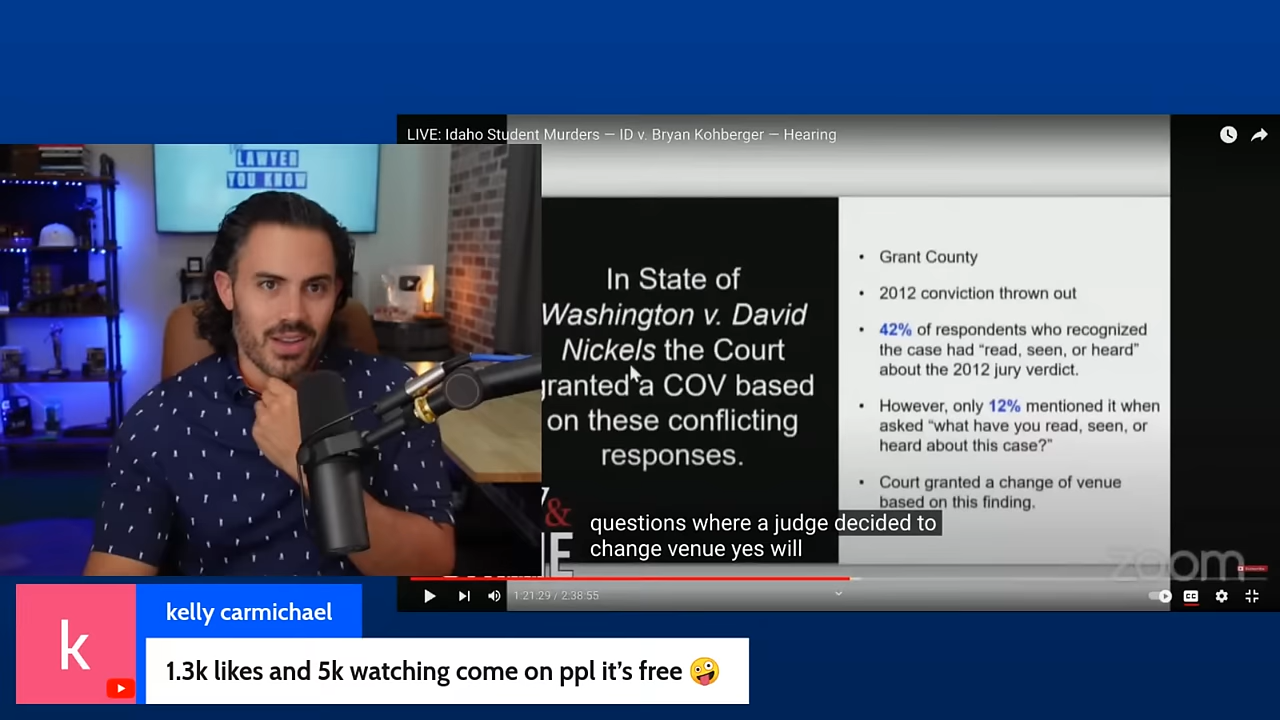 LIVE: Idaho Student Murders — ID v. Bryan Kohberger — Hearing
LAWYER
YOU KNOW
In State of
Washington v. David
Nickels the Court
granted a COV based
on these conflicting
responses.
• Grant County
• 2012 conviction thrown out
• 42% of respondents who recognized
the case had “read, seen, or heard”
about the 2012 jury verdict.
• However, only 12% mentioned it when
asked “what have you read, seen, or
heard about this case?”
• Court granted a change of venue
based on this finding.
&
questions where a judge decided to
change venue yes will
zoom
1:21:29 / 2:38:55
CC
k
kelly carmichael
1.3k likes and 5k watching come on ppl it’s free 🤪